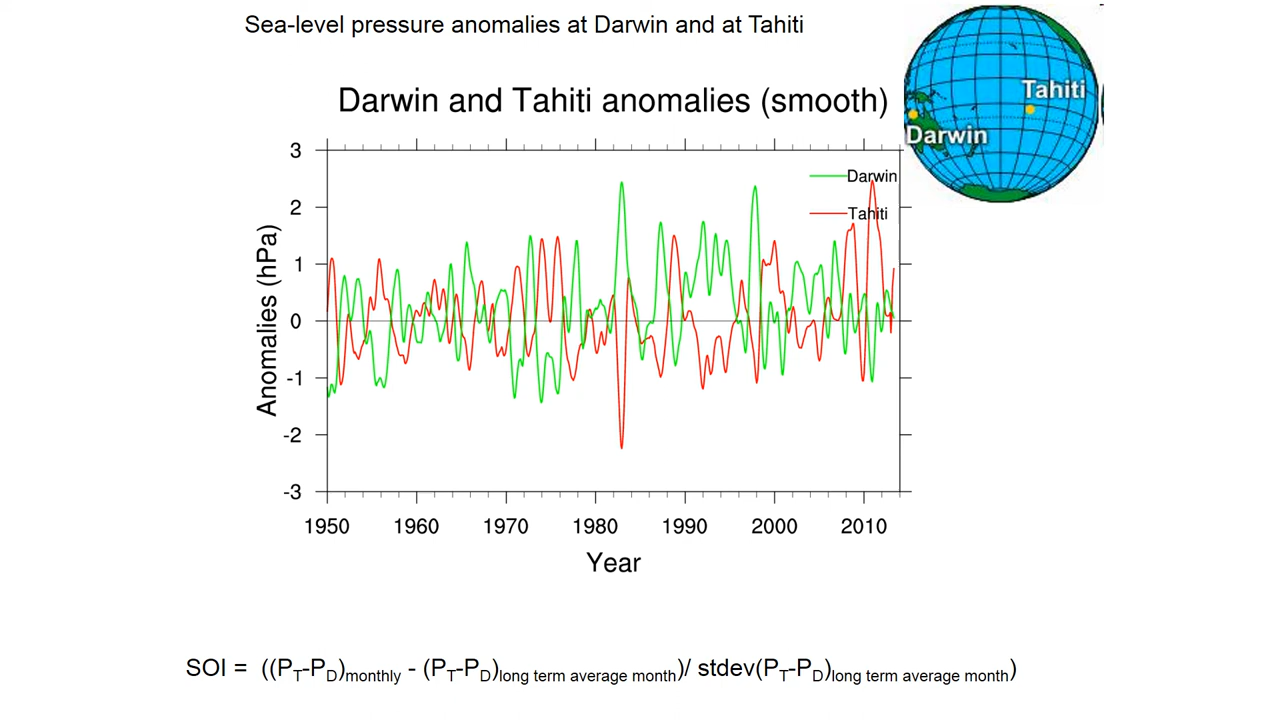 Sea-level pressure anomalies at Darwin and at Tahiti
Tahiti
Darwin
Darwin and Tahiti anomalies (smooth)
3
Darwin
2
Tahiti
1
0
-1
-2
-3
Anomalies (hPa)
1950 1960 1970 1980 1990 2000 2010
Year
SOI = ((PT-PD)monthly - (PT-PD)long term average month)/ stdev(PT-PD)long term average month)